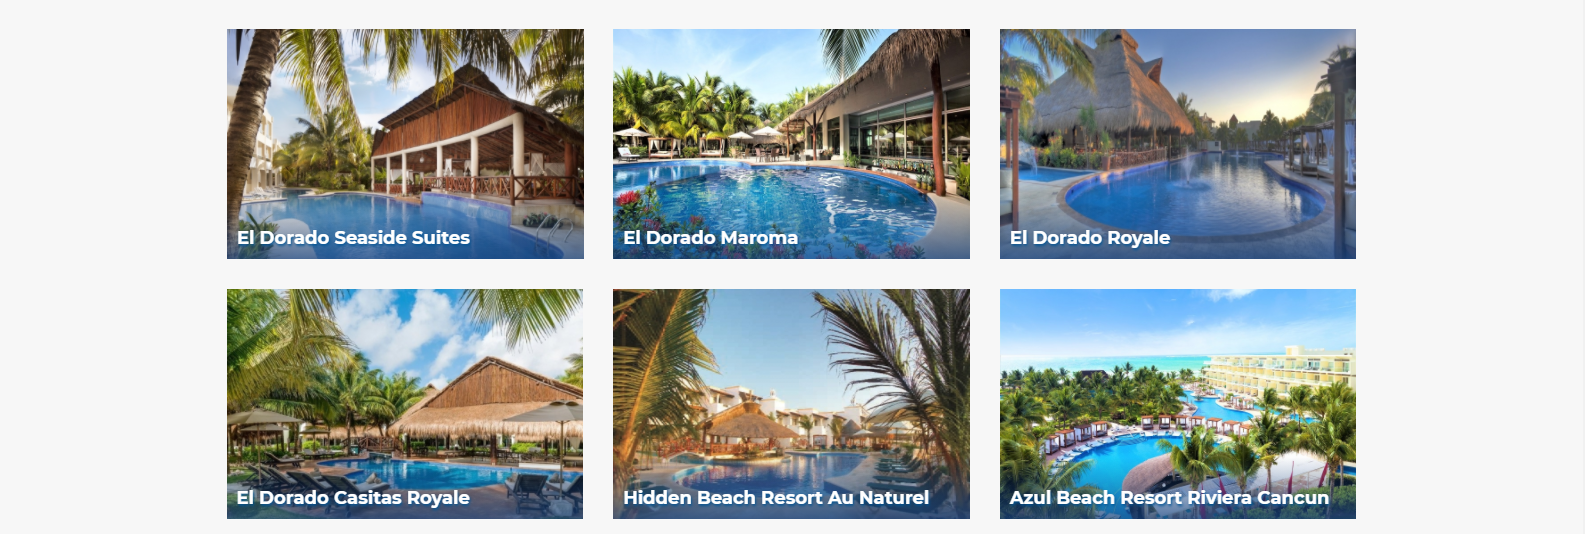 El Dorado Seaside Suites
El Dorado Maroma
El Dorado Royale
El Dorado Casitas Royale
Hidden Beach Resort Au Naturel
Azul Beach Resort Riviera Cancun